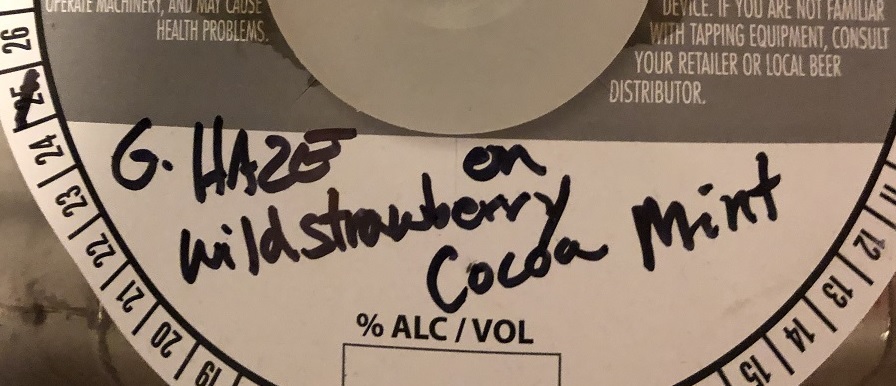 OPERATE MACHINERY, AND MAY CAUSE
HEALTH PROBLEMS.
DEVICE. IF YOU ARE NOT FAMILIAR
WITH TAPPING EQUIPMENT, CONSULT
YOUR RETAILER OR LOCAL BEER
DISTRIBUTOR.
G. HAZE on
wildstrawberry
Cocoa Mint
% ALC / VOL
26
25
24
23
22
21
20
19
15
14
13
12
11